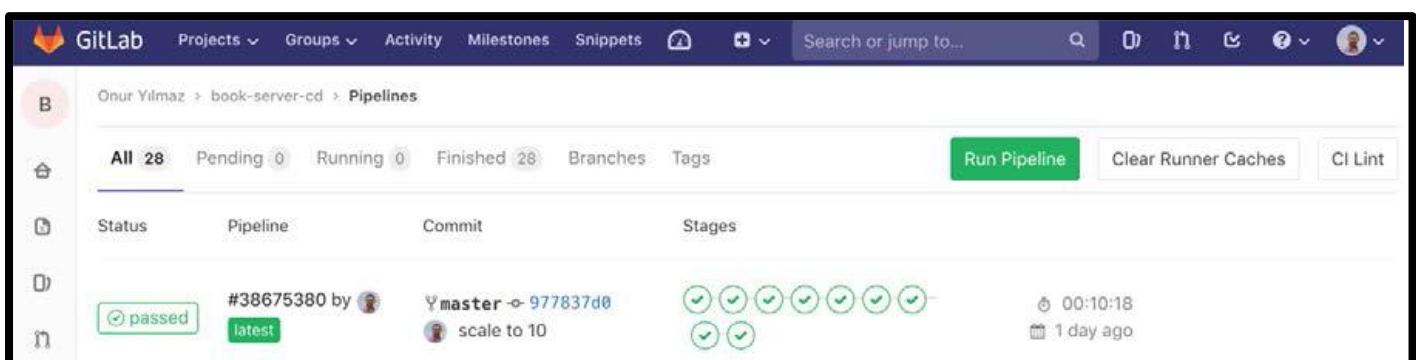 GitLab Projects Groups Activity Milestones Snippets Search or jump to...
B Onur Yılmaz > book-server-cd > Pipelines
All 28 Pending 0 Running 0 Finished 28 Branches Tags Run Pipeline Clear Runner Caches CI Lint
Status Pipeline Commit Stages
#38675380 by master 977837d0 00:10:18
passed latest scale to 10 1 day ago